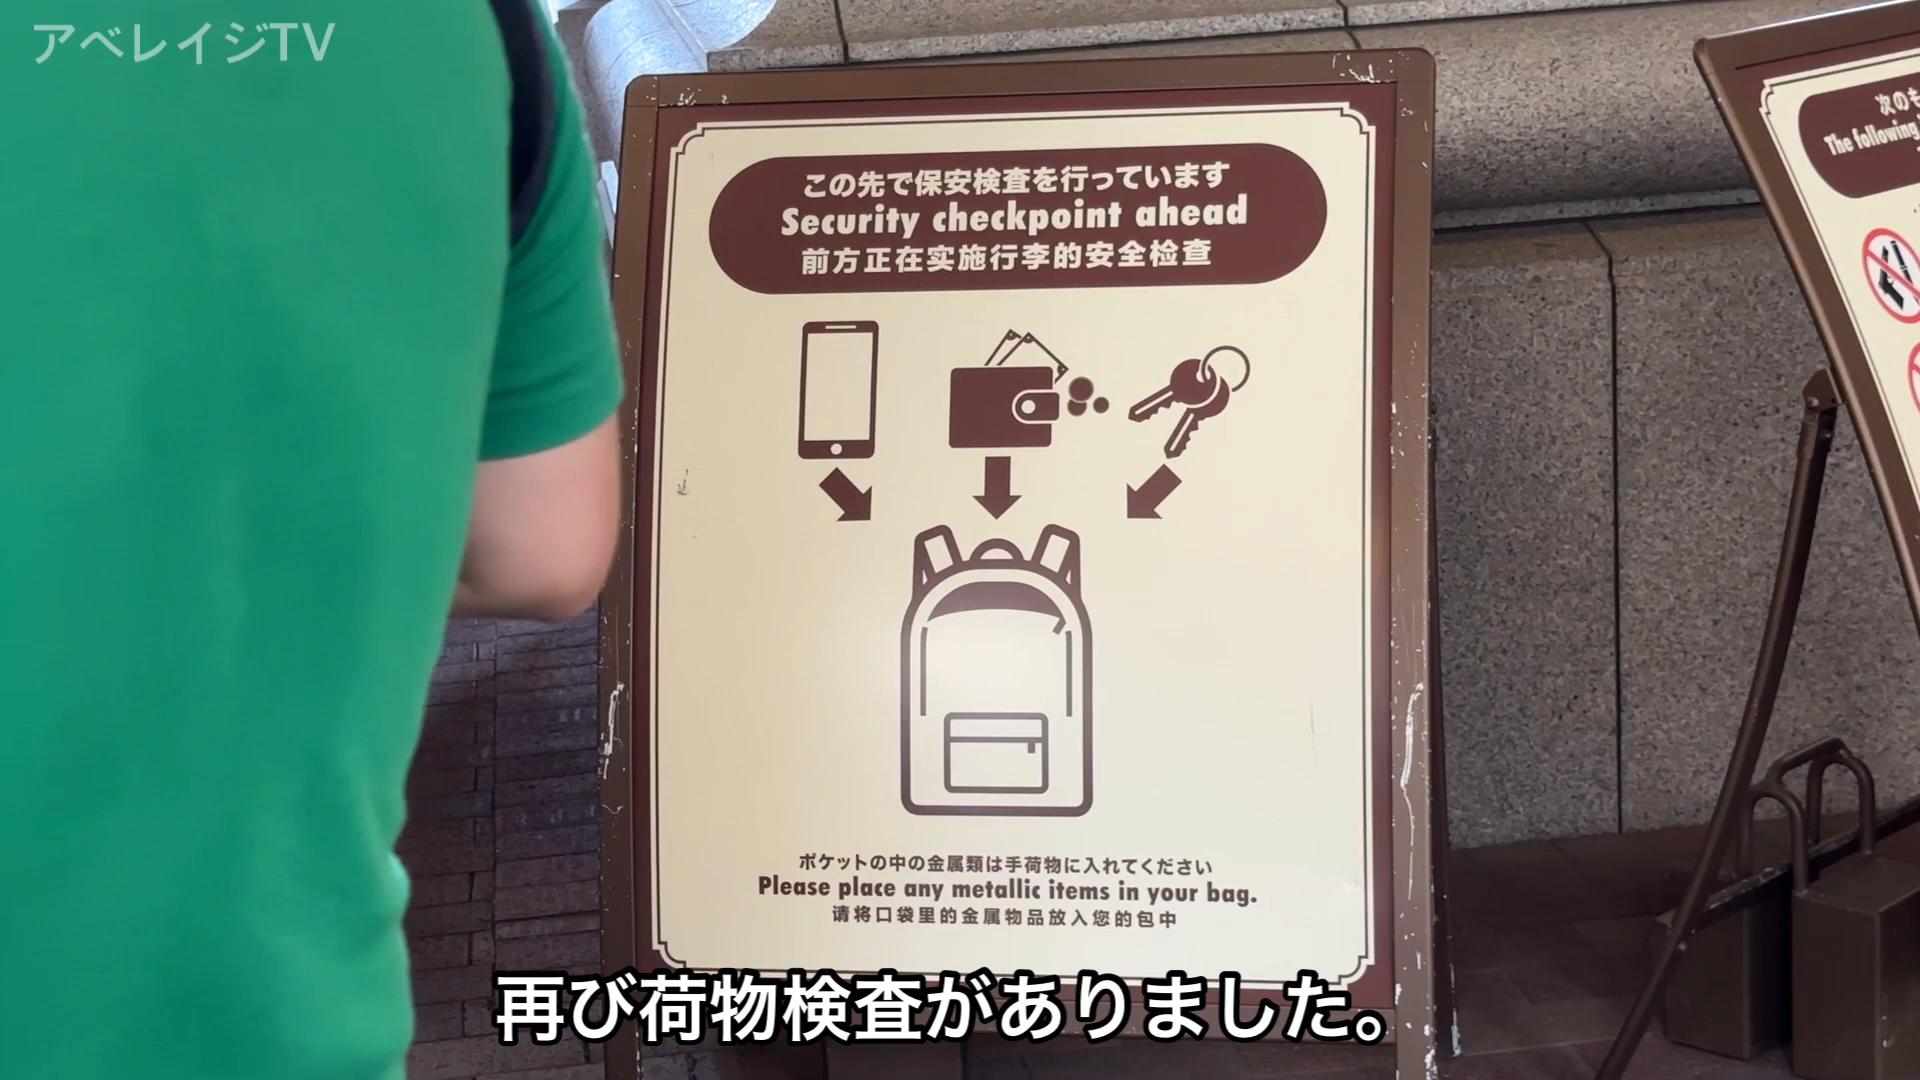 アベレイジTV
この先で保安検査を行っています
Security checkpoint ahead
前方正在实施行李的安全检查
ポケットの中の金属類は手荷物に入れてください
Please place any metallic items in your bag.
请将口袋里的金属物品放入您的包中
次のも
The following
再び荷物検査がありました。